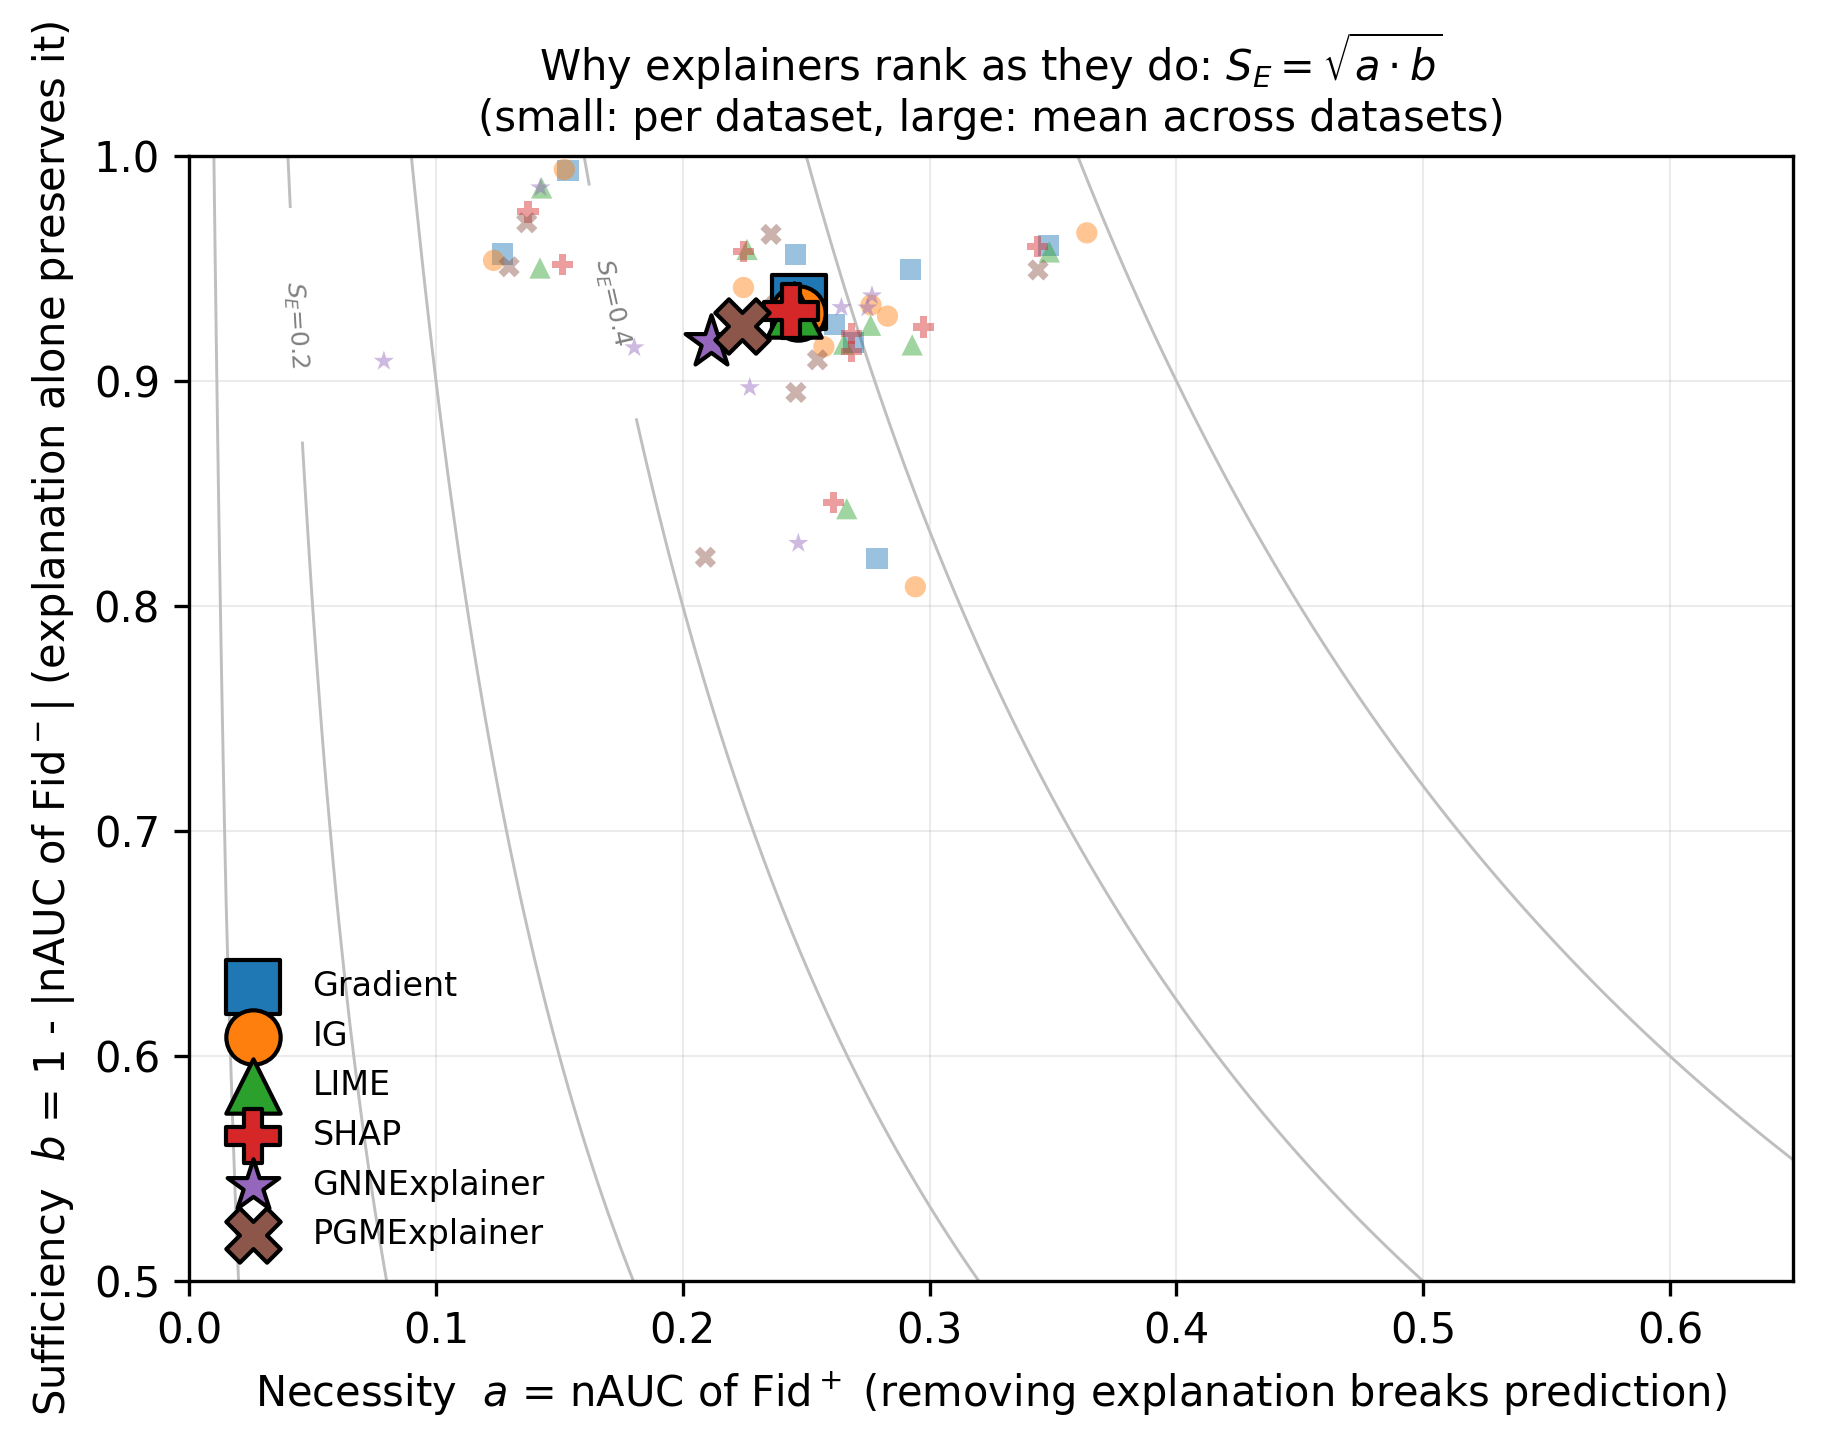 Why explainers rank as they do: $S_E = \sqrt{a \cdot b}$
(small: per dataset, large: mean across datasets)
Sufficiency b = 1 - |nAUC of Fid⁻| (explanation alone preserves it)
1.0
0.9
0.8
0.7
0.6
0.5
S_E=0.2
S_E=0.4
Gradient
IG
LIME
SHAP
GNNExplainer
PGMExplainer
0.0 0.1 0.2 0.3 0.4 0.5 0.6
Necessity a = nAUC of Fid⁺ (removing explanation breaks prediction)